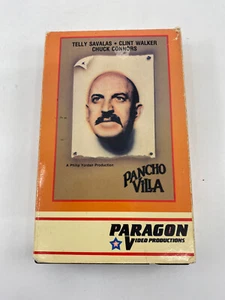 TELLY SAVALAS • CLINT WALKER
CHUCK CONNORS
A Philip Yordan Production
PANCHO
VILLA
PARAGON
VIDEO PRODUCTIONS